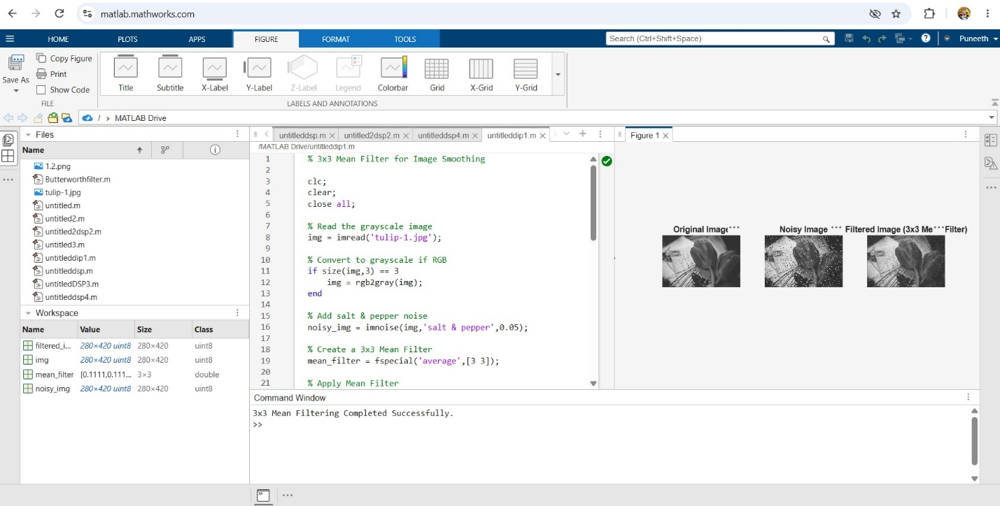 matlab.mathworks.com
HOME PLOTS APPS FIGURE FORMAT TOOLS Search (Ctrl+Shift+Space) Puneeth
Save As
Copy Figure
Print
Show Code
FILE
Title Subtitle X-Label Y-Label Z-Label Legend Colorbar Grid X-Grid Y-Grid
LABELS AND ANNOTATIONS
/ > MATLAB Drive
Files
Name
1.2.png
Butterworthfilter.m
tulip-1.jpg
untitled.m
untitled2.m
untitled2dsp2.m
untitled3.m
untitleddip1.m
untitleddsp.m
untitledDSP3.m
untitleddsp4.m
Workspace
Name Value Size Class
filtered_i... 280×420 uint8 280×420 uint8
img 280×420 uint8 280×420 uint8
mean_filter [0.1111,0.111... 3×3 double
noisy_img 280×420 uint8 280×420 uint8
untitleddsp.m × untitled2dsp2.m × untitleddsp4.m × untitleddip1.m ×
/MATLAB Drive/untitleddip1.m
1 % 3x3 Mean Filter for Image Smoothing
2
3 clc;
4 clear;
5 close all;
6
7 % Read the grayscale image
8 img = imread('tulip-1.jpg');
9
10 % Convert to grayscale if RGB
11 if size(img,3) == 3
12 img = rgb2gray(img);
13 end
14
15 % Add salt & pepper noise
16 noisy_img = imnoise(img,'salt & pepper',0.05);
17
18 % Create a 3x3 Mean Filter
19 mean_filter = fspecial('average',[3 3]);
20
21 % Apply Mean Filter
Figure 1 ×
Original Image··· Noisy Image ··· Filtered Image (3x3 Me···Filter)
Command Window
3x3 Mean Filtering Completed Successfully.
>>